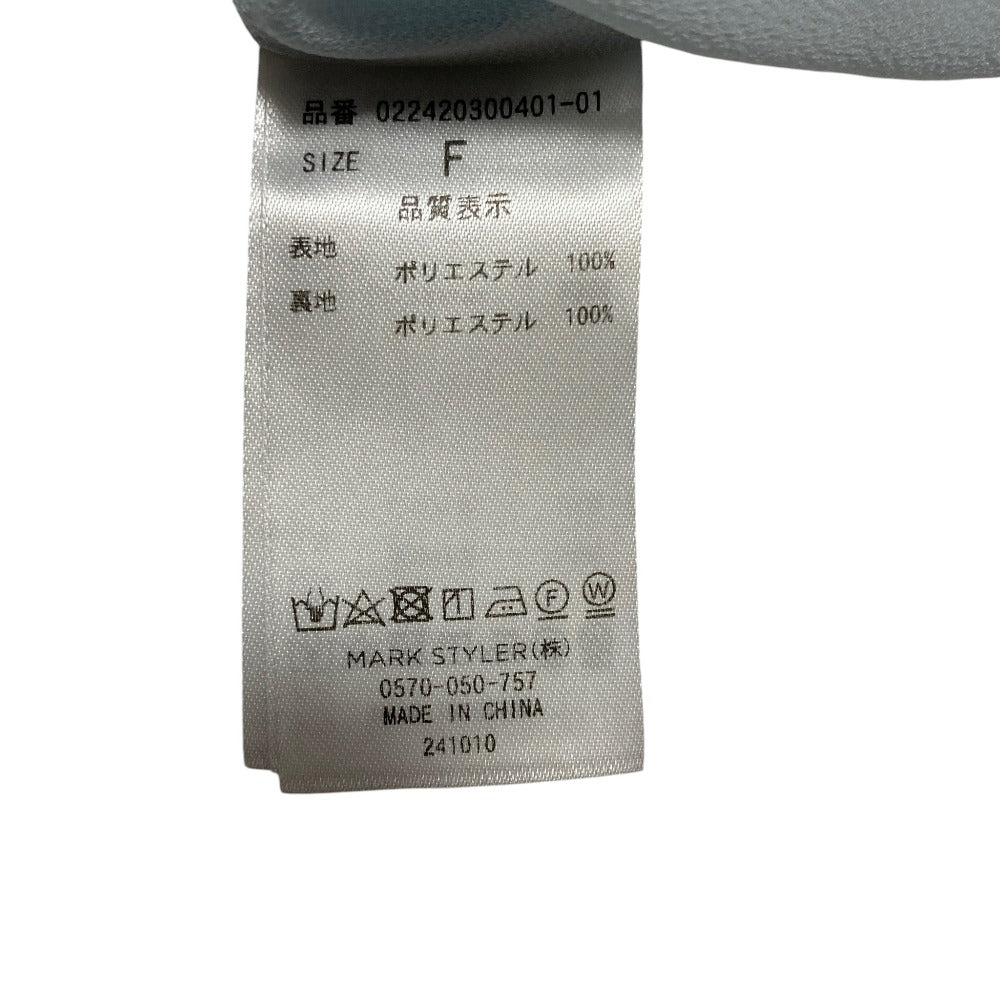 品番 022420300401-01
SIZE F
品質表示
表地
ポリエステル 100%
裏地
ポリエステル 100%
F W
MARK STYLER(株)
0570-050-757
MADE IN CHINA
241010